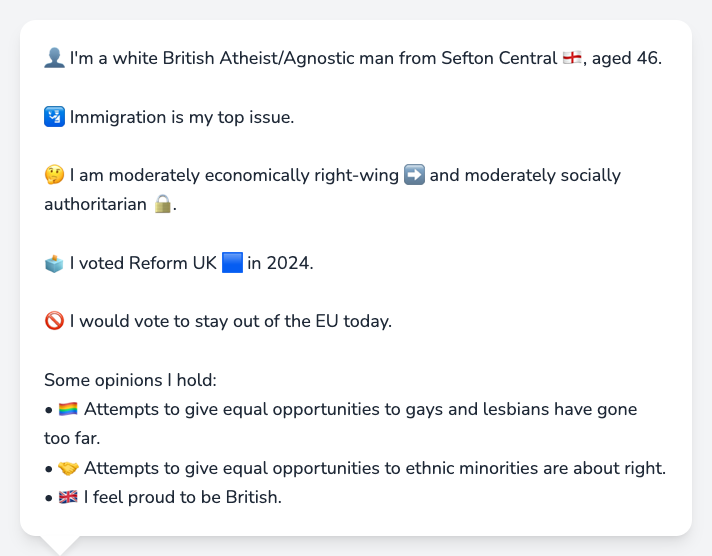 👤 I'm a white British Atheist/Agnostic man from Sefton Central 🏴󠁧󠁢󠁥󠁮󠁧󠁿, aged 46.
🛂 Immigration is my top issue.
🤔 I am moderately economically right-wing ➡️ and moderately socially
authoritarian 🔒.
🗳️ I voted Reform UK 🟦 in 2024.
🚫 I would vote to stay out of the EU today.
Some opinions I hold:
• 🏳️‍🌈 Attempts to give equal opportunities to gays and lesbians have gone
too far.
• 🤝 Attempts to give equal opportunities to ethnic minorities are about right.
• 🇬🇧 I feel proud to be British.